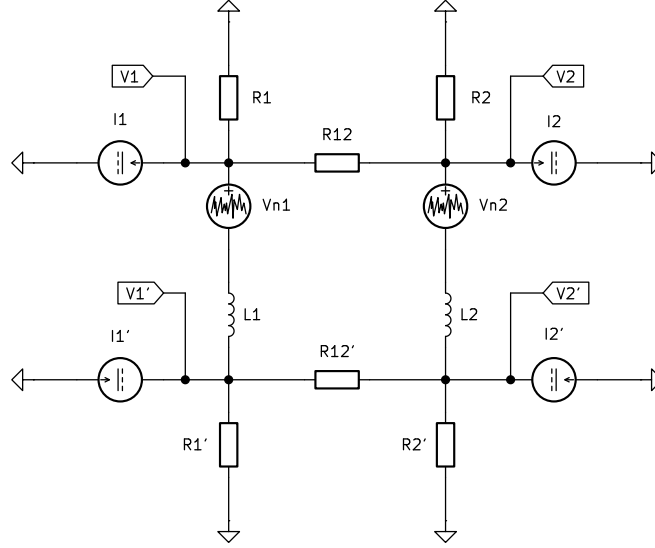 V1
V2
R1
R2
I1
R12
I2
Vn1
Vn2
V1′
V2′
L1
L2
I1′
R12′
I2′
R1′
R2′